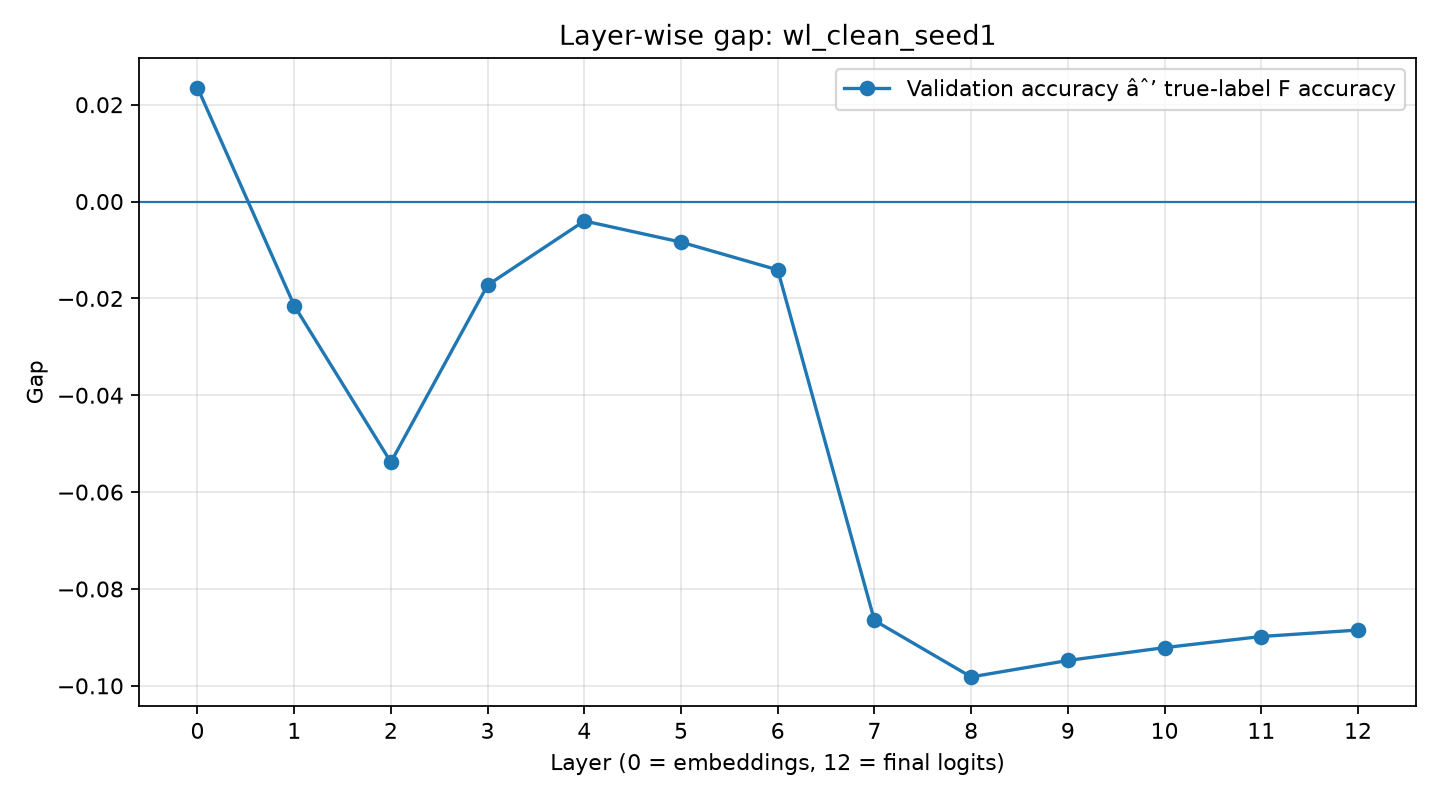 Layer-wise gap: wl_clean_seed1
Validation accuracy âˆ’ true-label F accuracy
Gap
0.02
0.00
−0.02
−0.04
−0.06
−0.08
−0.10
0 1 2 3 4 5 6 7 8 9 10 11 12
Layer (0 = embeddings, 12 = final logits)